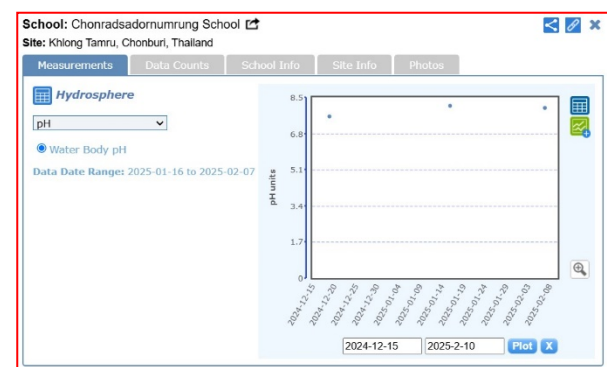 School: Chonradsadornumrung School
Site: Khlong Tamru, Chonburi, Thailand
Measurements Data Counts School Info Site Info Photos
Hydrosphere
pH
Water Body pH
Data Date Range: 2025-01-16 to 2025-02-07
pH units
8.5
6.8
5.1
3.4
1.7
0
2024-12-15 2024-12-20 2024-12-25 2024-12-30 2025-01-04 2025-01-09 2025-01-14 2025-01-19 2025-01-24 2025-01-29 2025-02-03 2025-02-08
2024-12-15 2025-2-10 Plot X